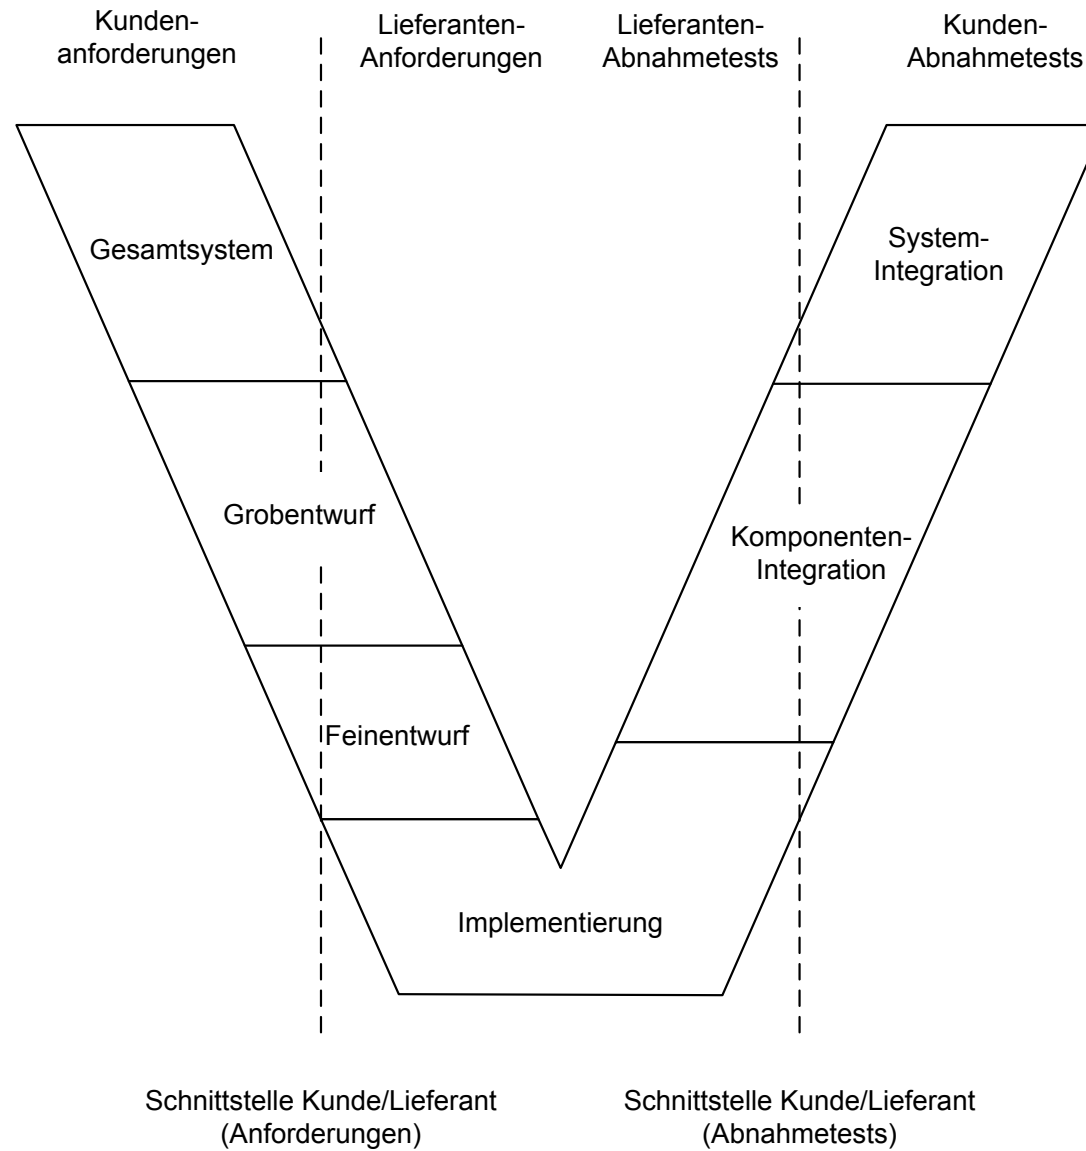 Kunden-
anforderungen
Lieferanten-
Anforderungen
Lieferanten-
Abnahmetests
Kunden-
Abnahmetests
Gesamtsystem
System-
Integration
Grobentwurf
Komponenten-
Integration
Feinentwurf
Implementierung
Schnittstelle Kunde/Lieferant
(Anforderungen)
Schnittstelle Kunde/Lieferant
(Abnahmetests)